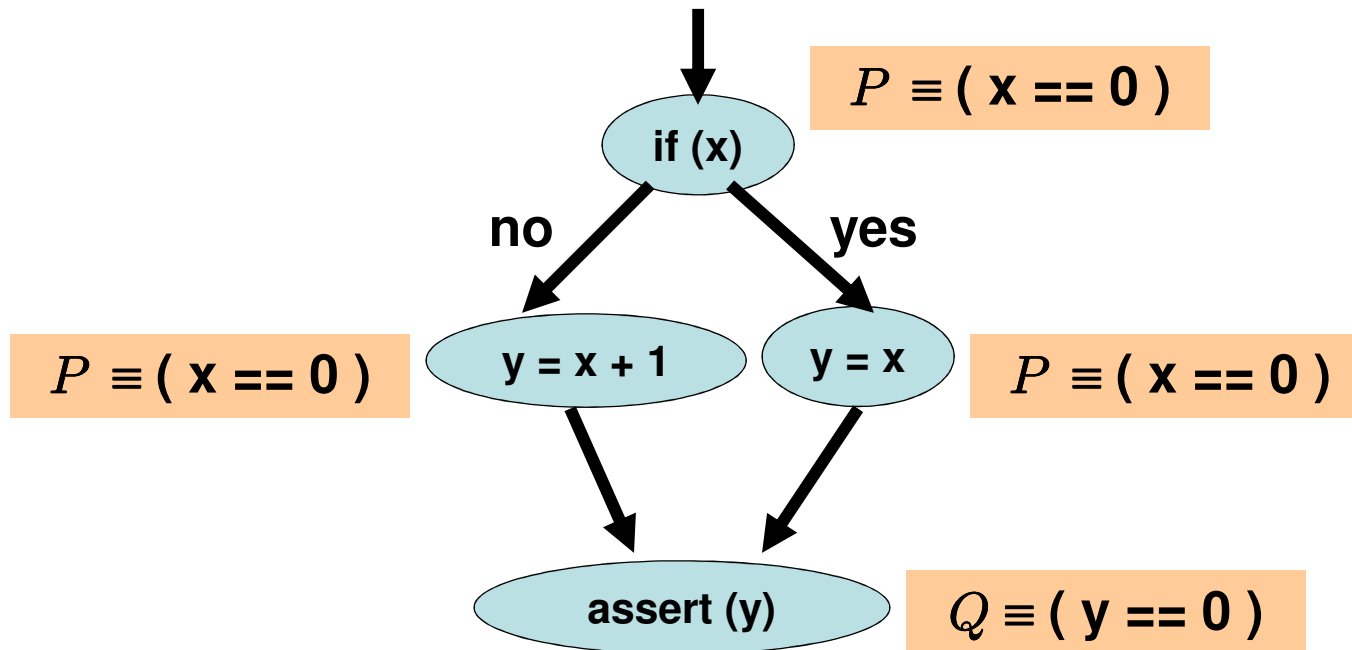 P ≡ ( x == 0 )
if (x)
no
yes
P ≡ ( x == 0 )
y = x + 1
y = x
P ≡ ( x == 0 )
assert (y)
Q ≡ ( y == 0 )